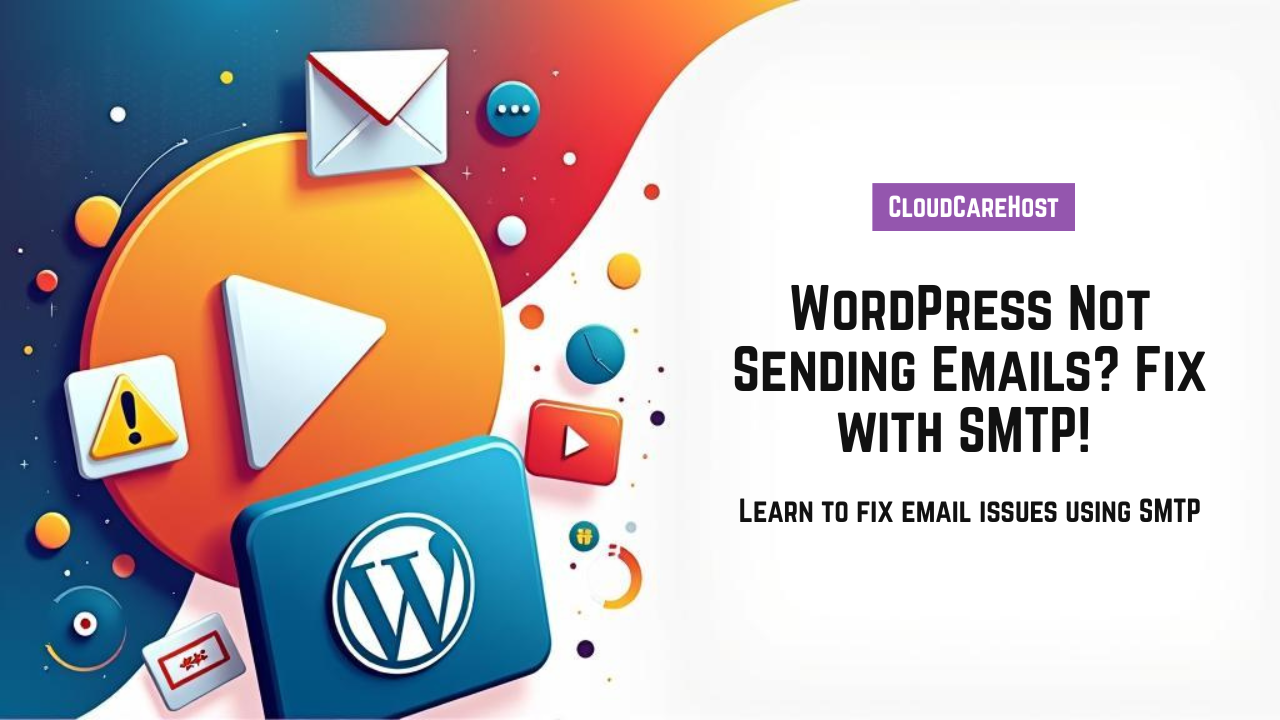 CloudCareHost
WordPress Not
Sending Emails? Fix
with SMTP!
Learn to fix email issues using SMTP